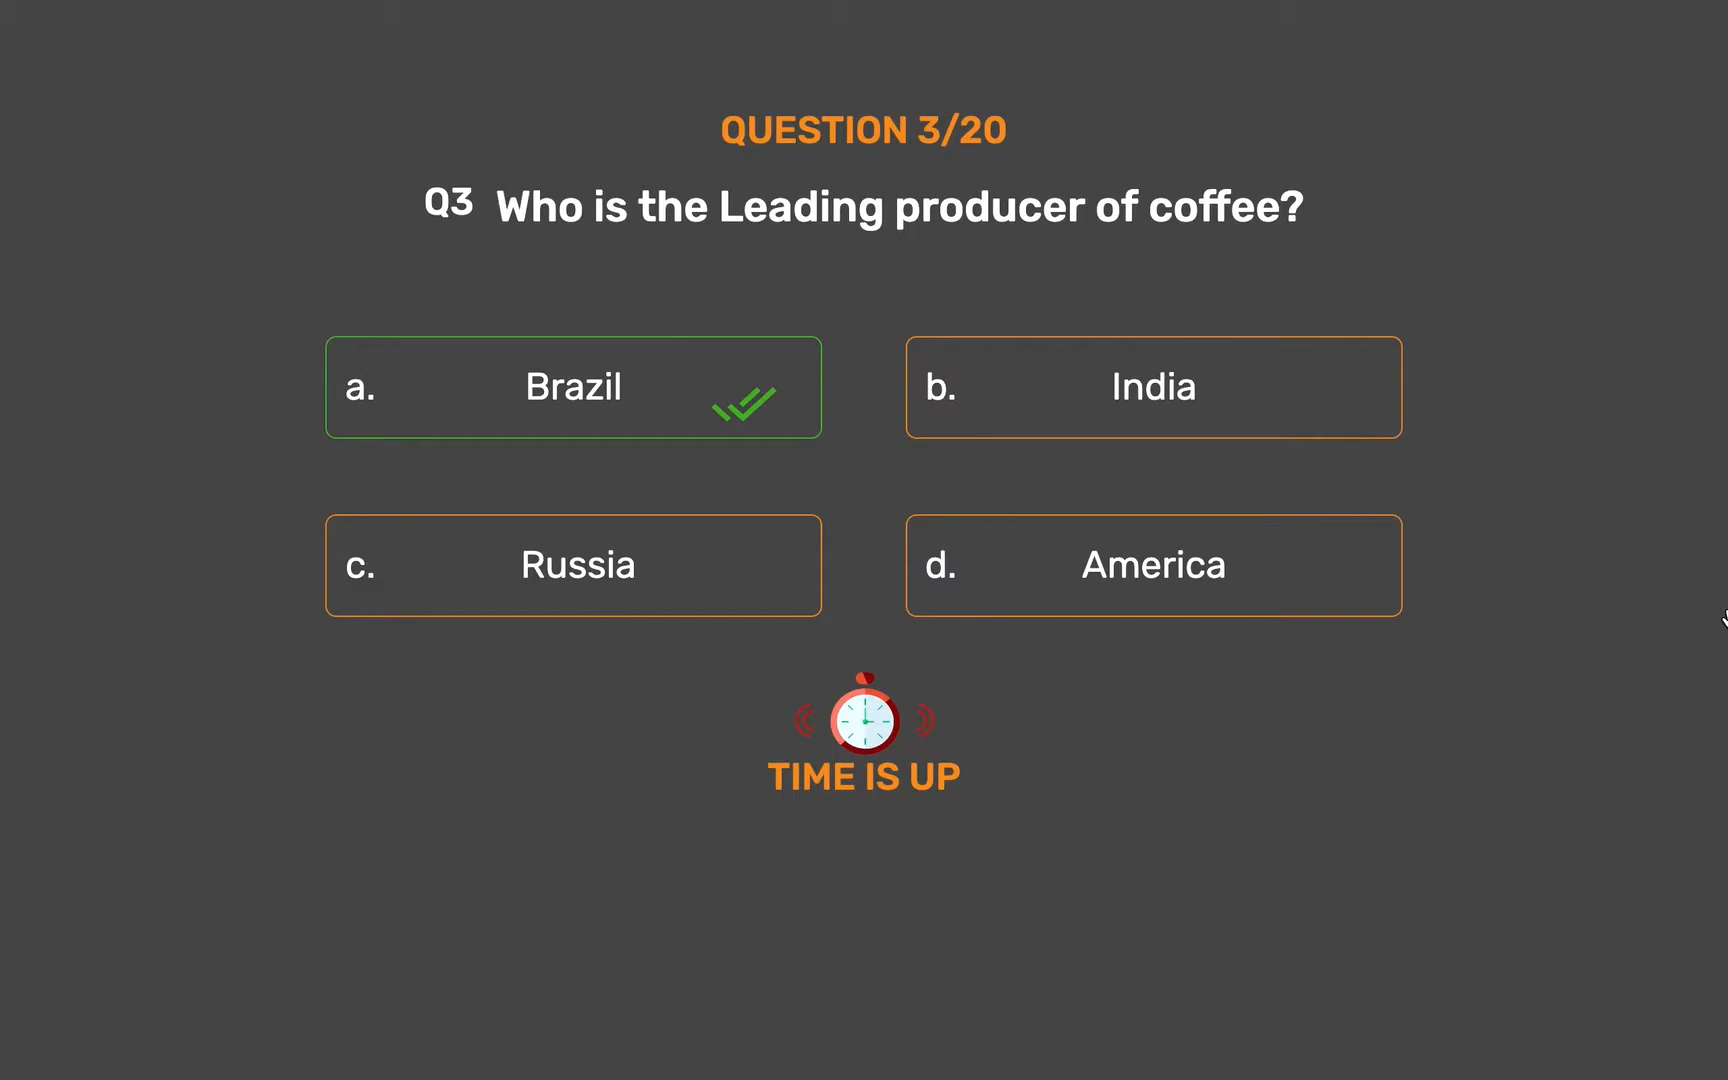 QUESTION 3/20
Q3 Who is the Leading producer of coffee?
a. Brazil
b. India
c. Russia
d. America
TIME IS UP